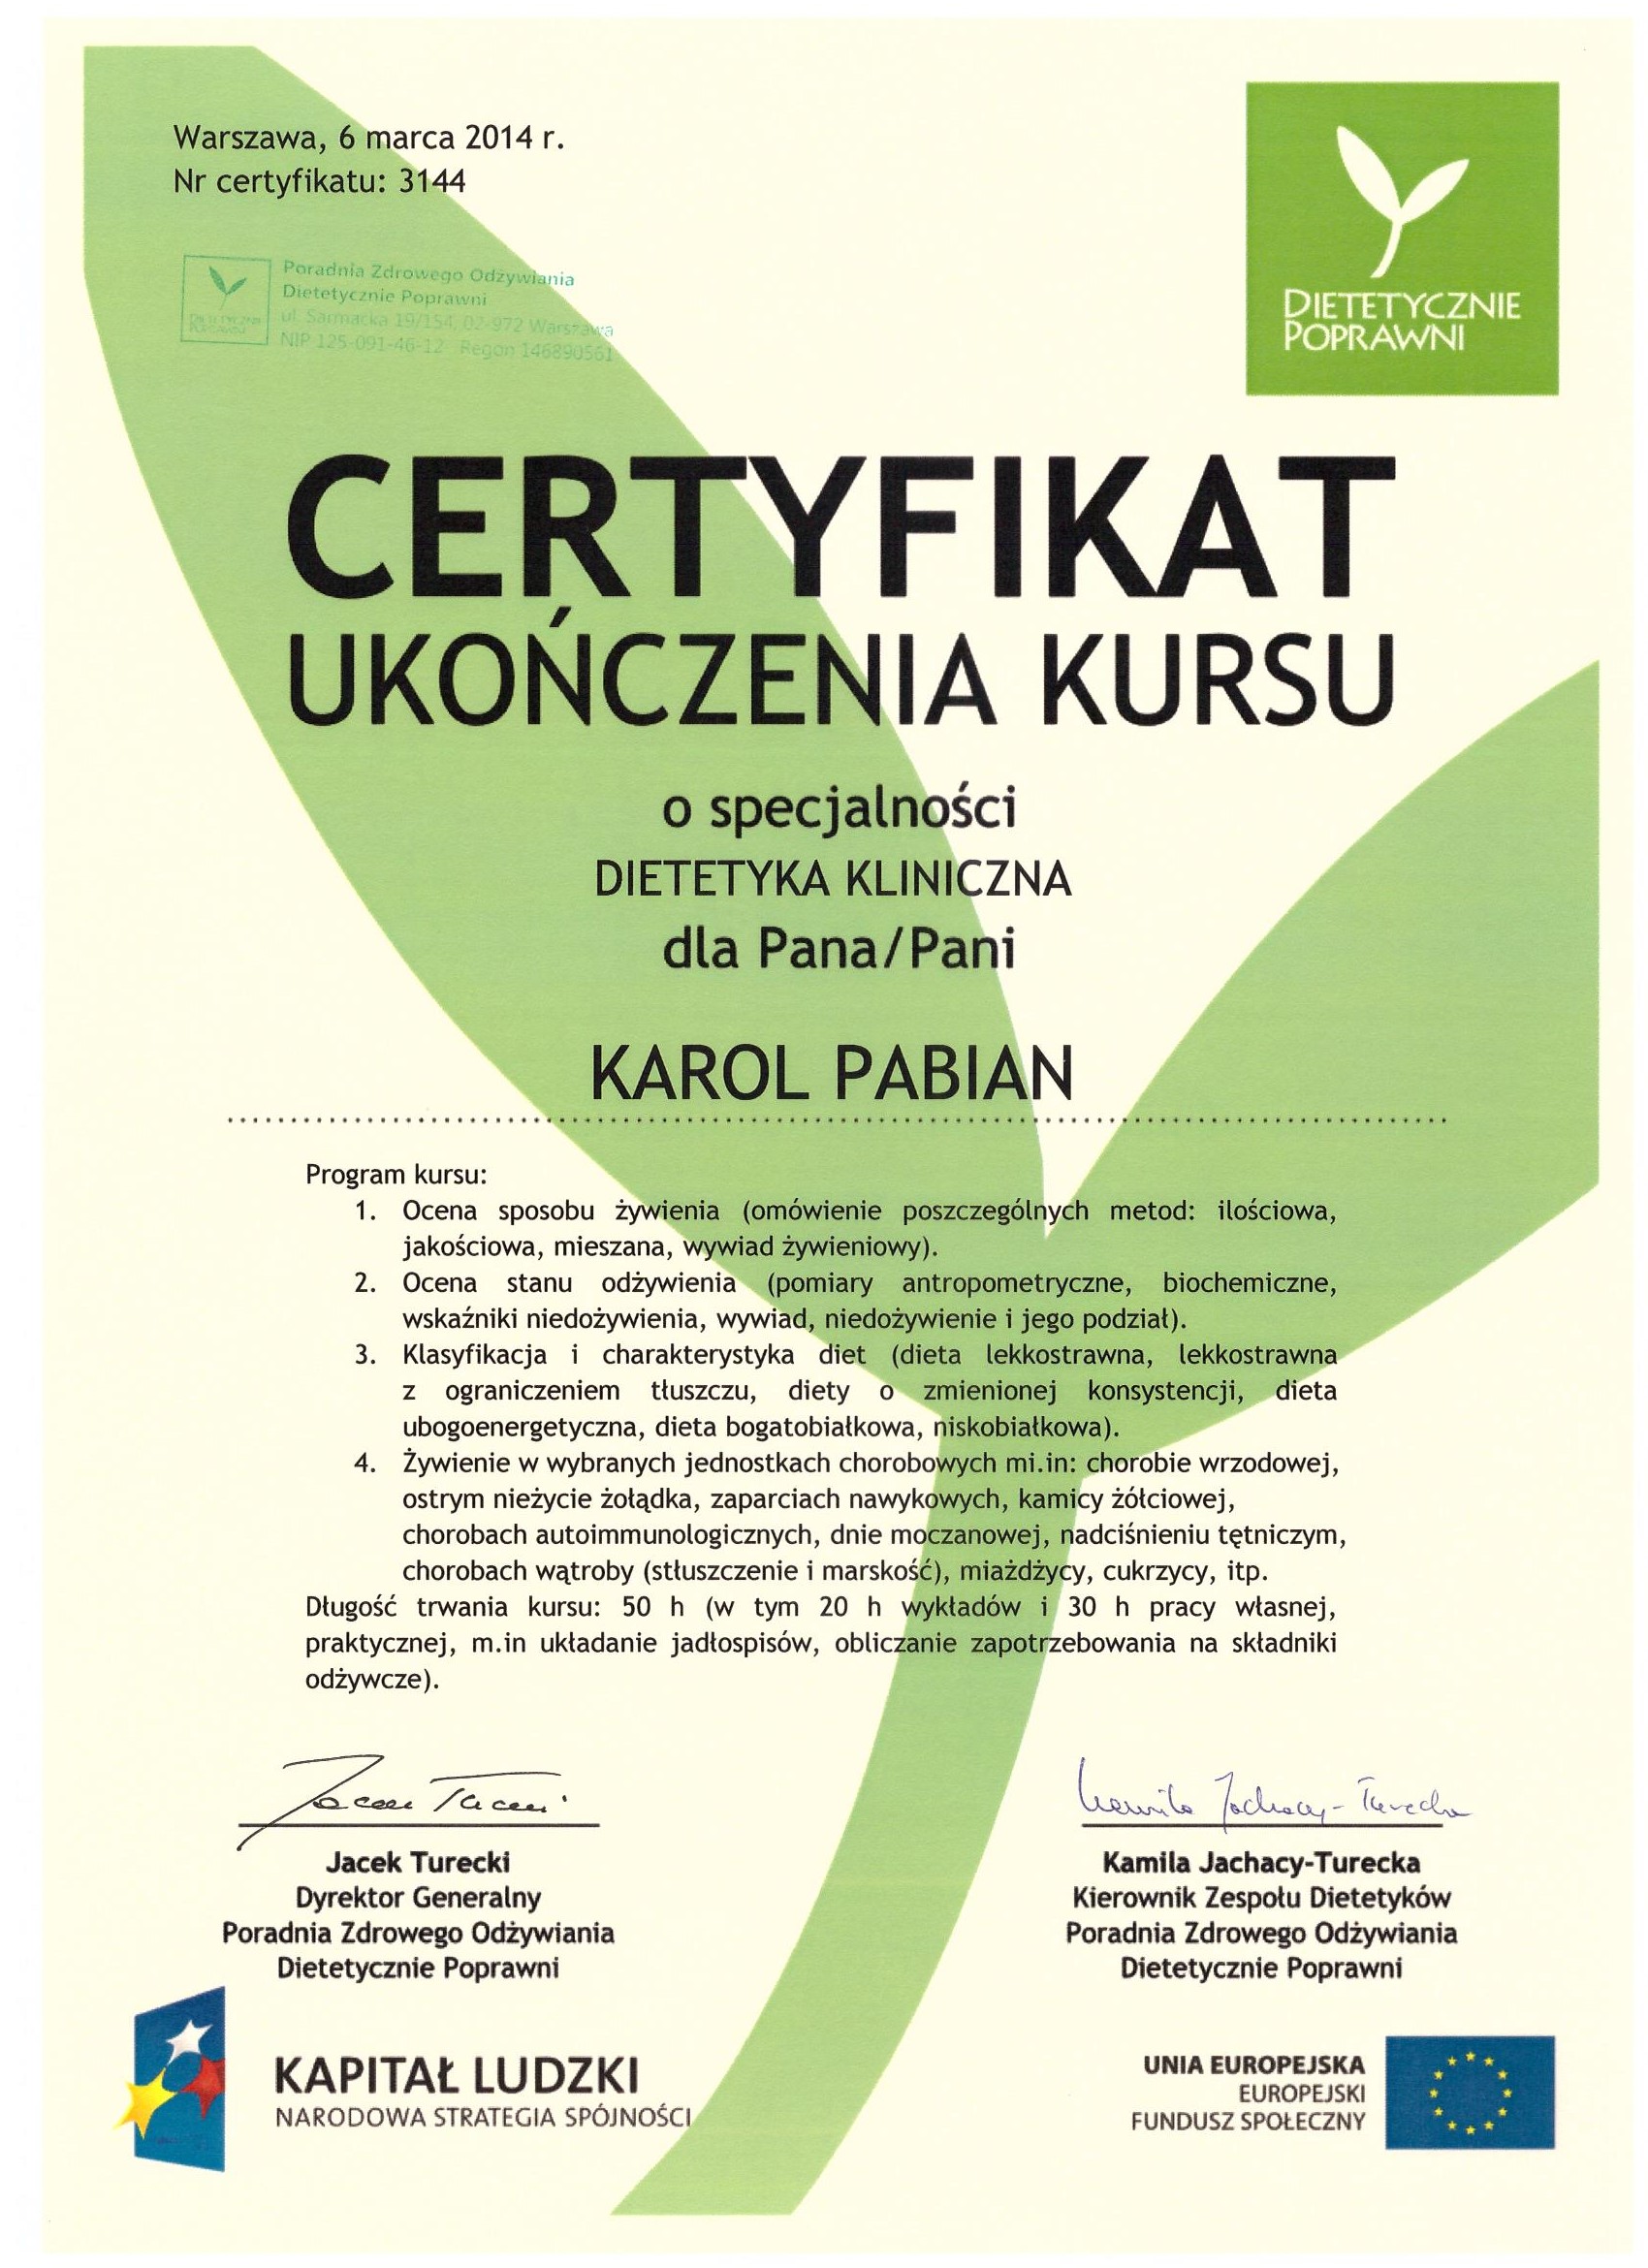 Warszawa, 6 marca 2014 r.
Nr certyfikatu: 3144
Poradnia Zdrowego Odżywiania
Dietetycznie Poprawni
ul. Sarmacka 19/154, 02-972 Warszawa
NIP 125-091-46-12 Regon 146890561
DIETETYCZNIE
POPRAWNI
DIETETYCZNIE
POPRAWNI
CERTYFIKAT
UKOŃCZENIA KURSU
o specjalności
DIETETYKA KLINICZNA
dla Pana/Pani
KAROL PABIAN
Program kursu:
1. Ocena sposobu żywienia (omówienie poszczególnych metod: ilościowa,
jakościowa, mieszana, wywiad żywieniowy).
2. Ocena stanu odżywienia (pomiary antropometryczne, biochemiczne,
wskaźniki niedożywienia, wywiad, niedożywienie i jego podział).
3. Klasyfikacja i charakterystyka diet (dieta lekkostrawna, lekkostrawna
z ograniczeniem tłuszczu, diety o zmienionej konsystencji, dieta
ubogoenergetyczna, dieta bogatobiałkowa, niskobiałkowa).
4. Żywienie w wybranych jednostkach chorobowych mi.in: chorobie wrzodowej,
ostrym nieżycie żołądka, zaparciach nawykowych, kamicy żółciowej,
chorobach autoimmunologicznych, dnie moczanowej, nadciśnieniu tętniczym,
chorobach wątroby (stłuszczenie i marskość), miażdżycy, cukrzycy, itp.
Długość trwania kursu: 50 h (w tym 20 h wykładów i 30 h pracy własnej,
praktycznej, m.in układanie jadłospisów, obliczanie zapotrzebowania na składniki
odżywcze).
Jacek Turecki
Kamila Jachacy-Turecka
Jacek Turecki
Dyrektor Generalny
Poradnia Zdrowego Odżywiania
Dietetycznie Poprawni
Kamila Jachacy-Turecka
Kierownik Zespołu Dietetyków
Poradnia Zdrowego Odżywiania
Dietetycznie Poprawni
KAPITAŁ LUDZKI
NARODOWA STRATEGIA SPÓJNOŚCI
UNIA EUROPEJSKA
EUROPEJSKI
FUNDUSZ SPOŁECZNY